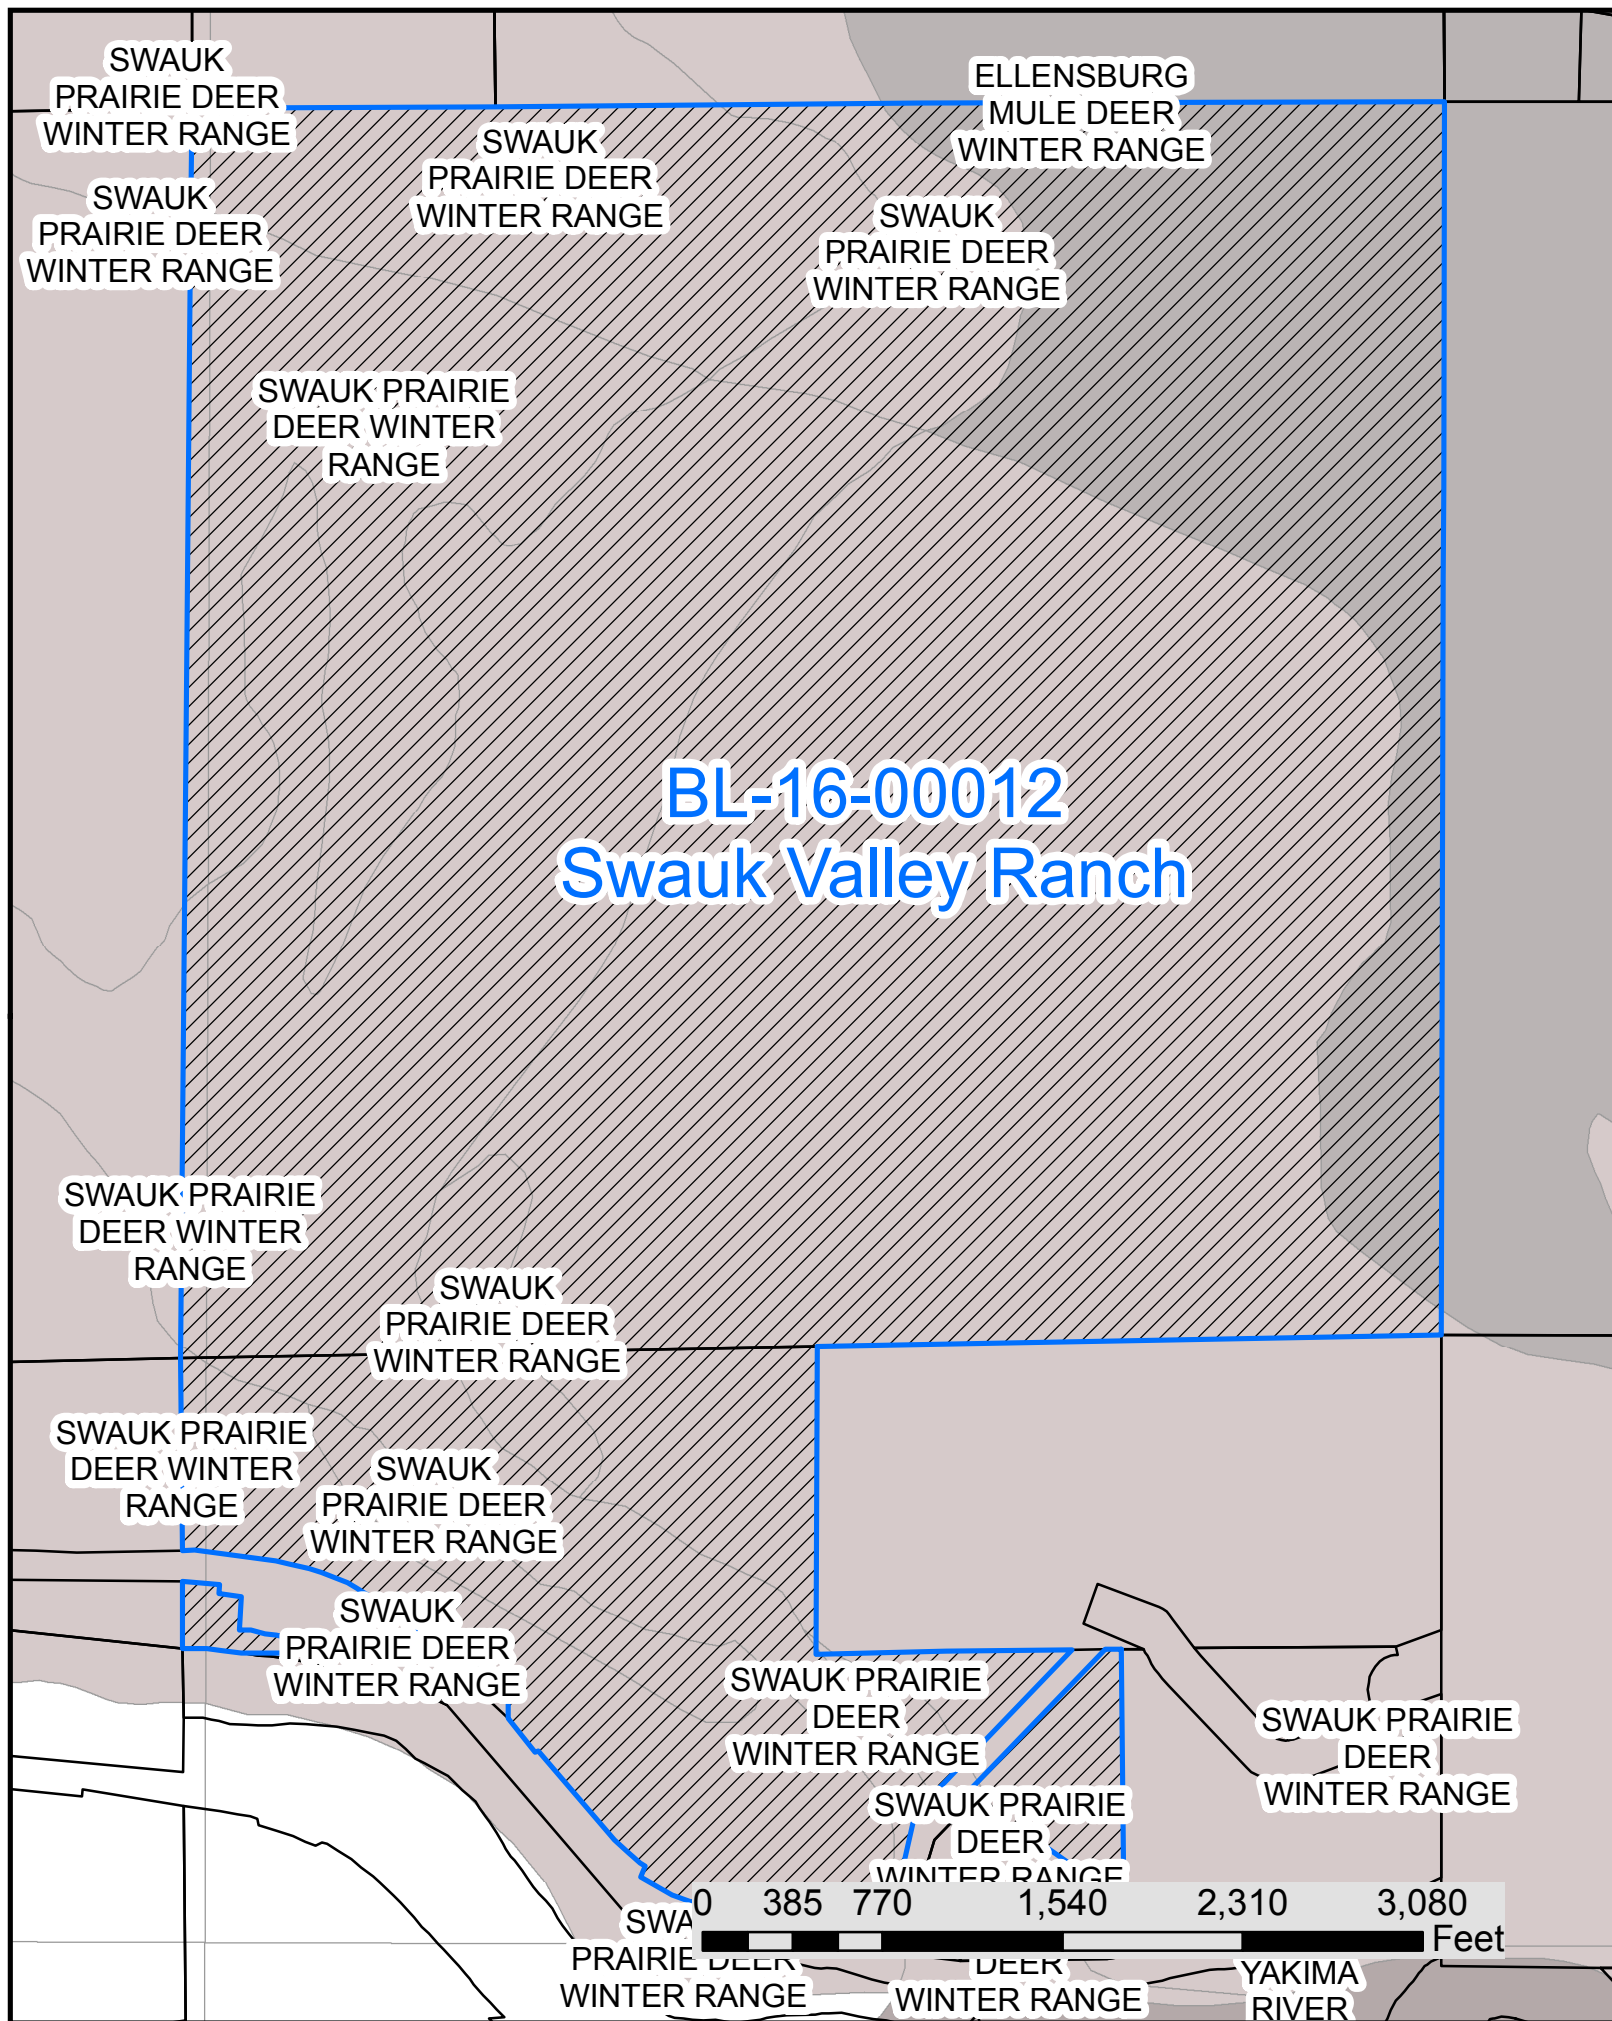 SWAUK
PRAIRIE DEER
WINTER RANGE
ELLENSBURG
MULE DEER
WINTER RANGE
SWAUK
PRAIRIE DEER
WINTER RANGE
SWAUK
PRAIRIE DEER
WINTER RANGE
SWAUK
PRAIRIE DEER
WINTER RANGE
SWAUK PRAIRIE
DEER WINTER
RANGE
BL-16-00012
Swauk Valley Ranch
SWAUK PRAIRIE
DEER WINTER
RANGE
SWAUK
PRAIRIE DEER
WINTER RANGE
SWAUK PRAIRIE
DEER WINTER
RANGE
SWAUK
PRAIRIE DEER
WINTER RANGE
SWAUK
PRAIRIE DEER
WINTER RANGE
SWAUK PRAIRIE
DEER
WINTER RANGE
SWAUK PRAIRIE
DEER
WINTER RANGE
SWAUK PRAIRIE
DEER
WINTER RANGE
0 385 770 1,540 2,310 3,080
Feet
SWA
PRAIRIE DEER
WINTER RANGE
DEER
WINTER RANGE
YAKIMA
RIVER